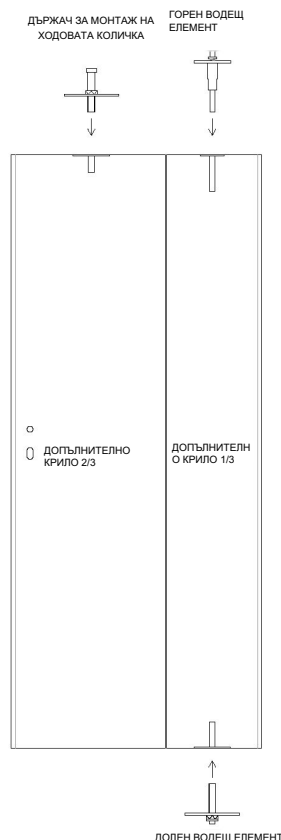 ДЪРЖАЧ ЗА МОНТАЖ НА
ХОДОВАТА КОЛИЧКА
ГОРЕН ВОДЕЩ
ЕЛЕМЕНТ
ДОПЪЛНИТЕЛНО
КРИЛО 2/3
ДОПЪЛНИТЕЛН
О КРИЛО 1/3
ДОЛЕН ВОДЕЩ ЕЛЕМЕНТ